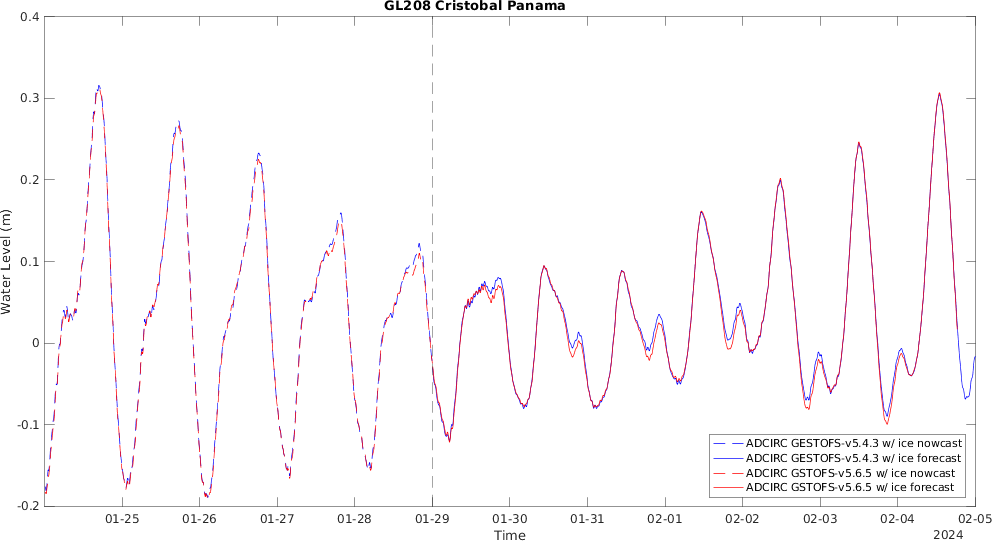 GL208 Cristobal Panama
0.4
0.3
0.2
0.1
0
-0.1
-0.2
Water Level (m)
01-25 01-26 01-27 01-28 01-29 01-30 01-31 02-01 02-02 02-03 02-04 02-05
Time
2024
ADCIRC GESTOFS-v5.4.3 w/ ice nowcast
ADCIRC GESTOFS-v5.4.3 w/ ice forecast
ADCIRC GSTOFS-v5.6.5 w/ ice nowcast
ADCIRC GSTOFS-v5.6.5 w/ ice forecast